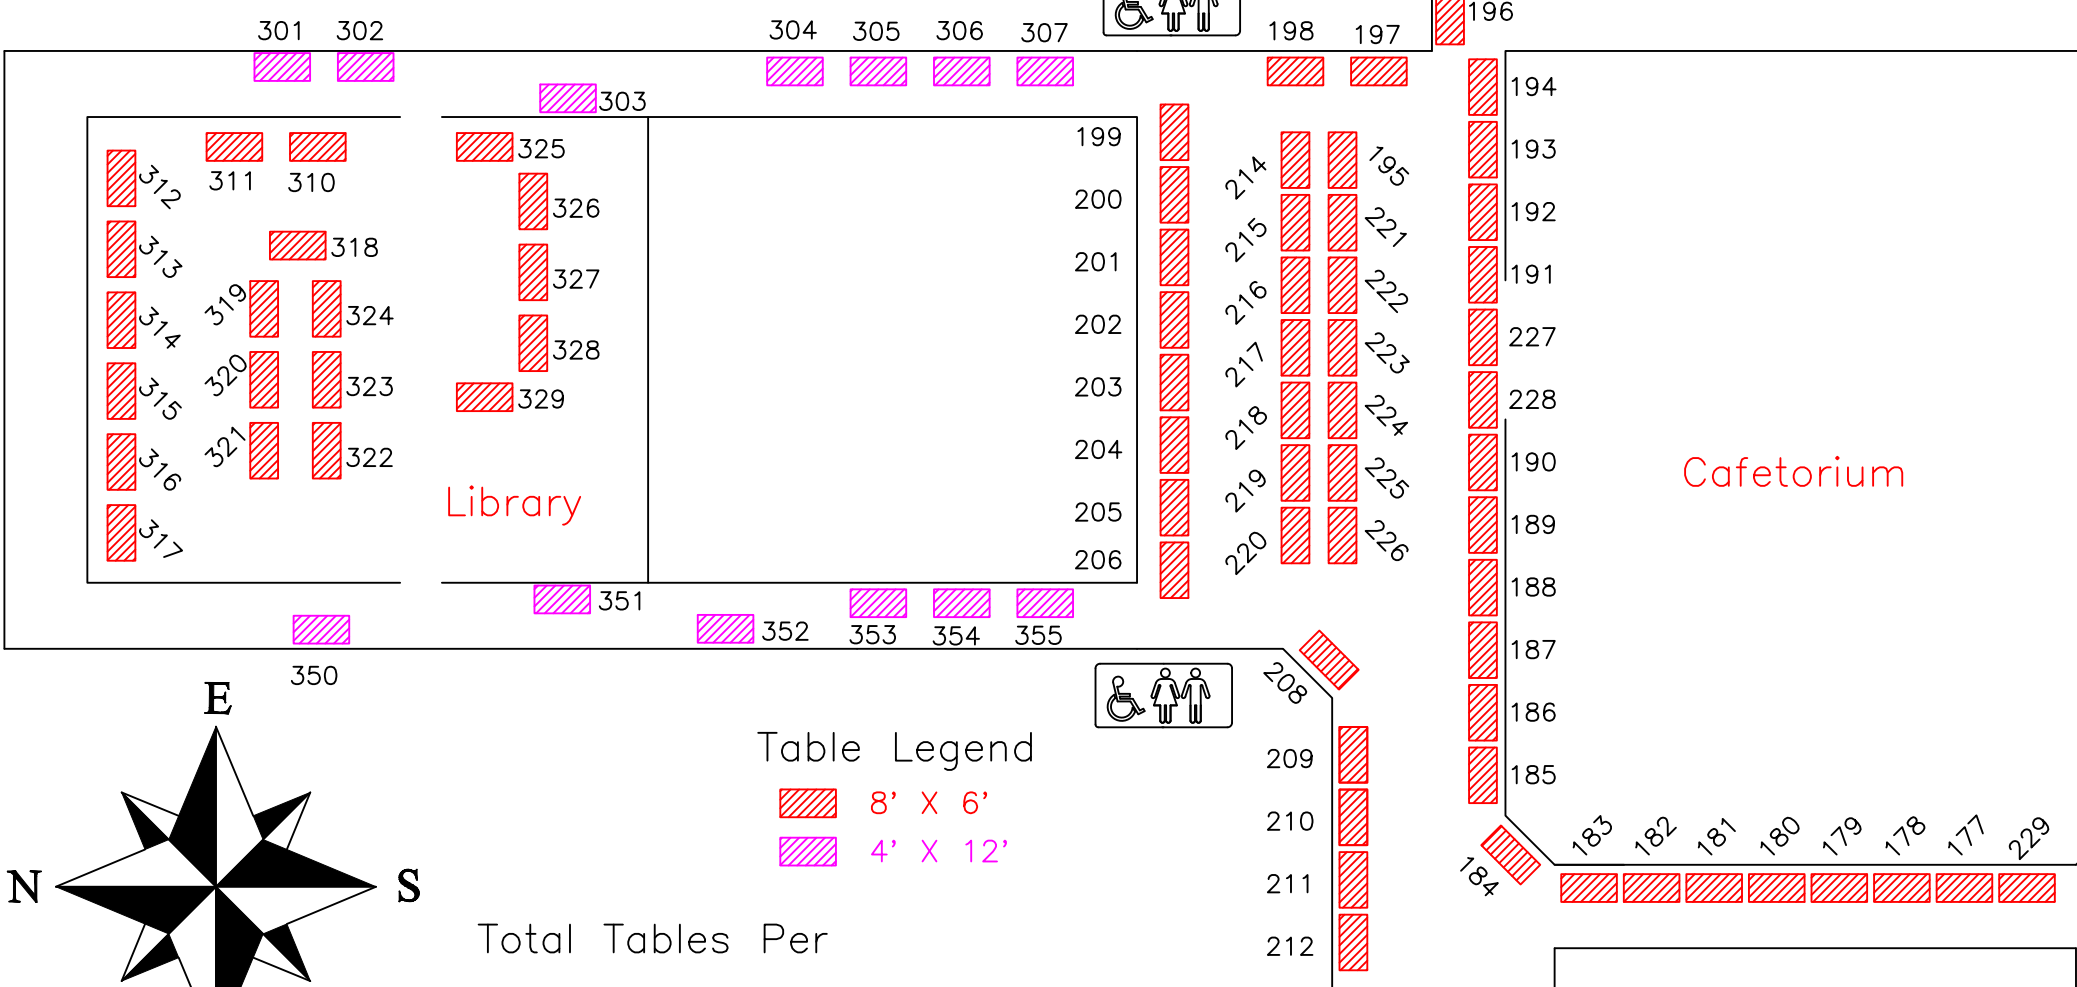 196
301 302 304 305 306 307 198 197
303
194
199 193
325
312 311 310 214 195
200 326 192
313 318 215 221
201 327 191
319 314 324 216 222
202 328 227
320 315 323 217 223
203 329 228
321 316 322 218 224
204 190
Library
Cafetorium
317 219 225
205 189
206 220 226
351 188
352 353 354 355
350 187
208
E
186
Table Legend
209 185
8' X 6'
210
4' X 12'
183 182 181 180 179 178 177 229
N S
211 184
Total Tables Per
212